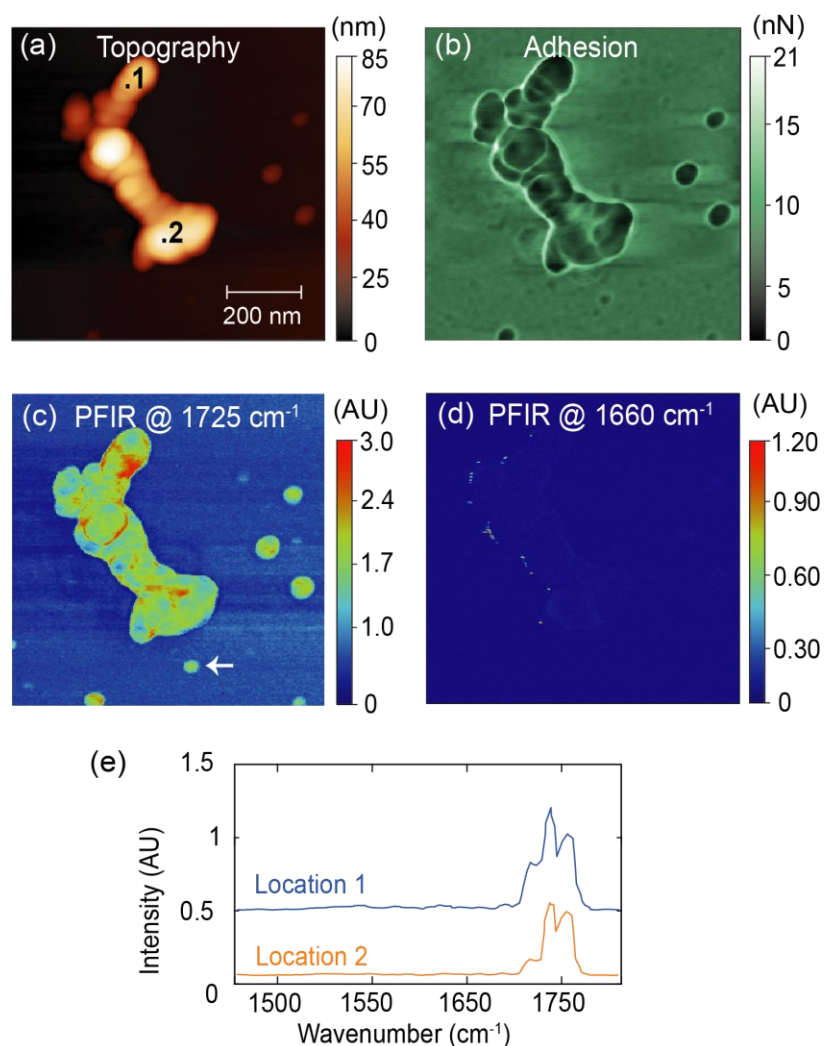 (a) Topography
.1
.2
200 nm
(nm)
85
70
55
40
25
0
(b) Adhesion
(nN)
21
15
10
5
0
(c) PFIR @ 1725 cm⁻¹
(AU)
3.0
2.4
1.7
1.0
0
(d) PFIR @ 1660 cm⁻¹
(AU)
1.20
0.90
0.60
0.30
0
(e)
Intensity (AU)
1.5
1
0.5
0
Location 1
Location 2
1500 1550 1650 1750
Wavenumber (cm⁻¹)